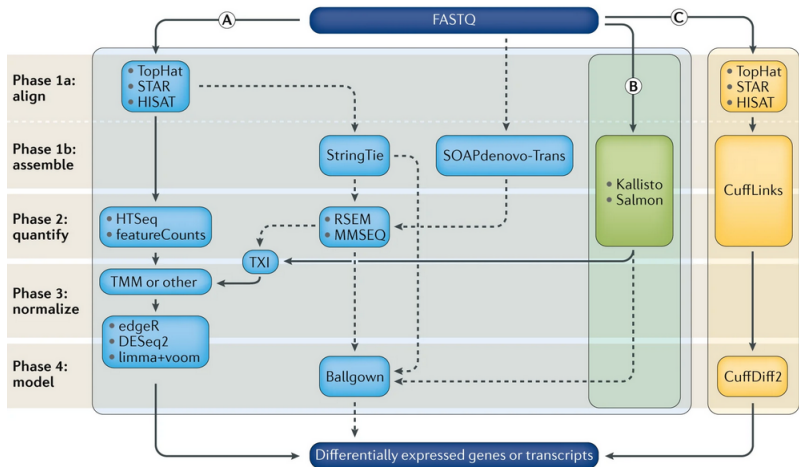 FASTQ
A
C
B
Phase 1a:
align
• TopHat
• STAR
• HISAT
• TopHat
• STAR
• HISAT
Phase 1b:
assemble
StringTie
SOAPdenovo-Trans
• Kallisto
• Salmon
CuffLinks
Phase 2:
quantify
• HTSeq
• featureCounts
• RSEM
• MMSEQ
TXI
Phase 3:
normalize
TMM or other
• edgeR
• DESeq2
• limma+voom
Phase 4:
model
Ballgown
CuffDiff2
Differentially expressed genes or transcripts